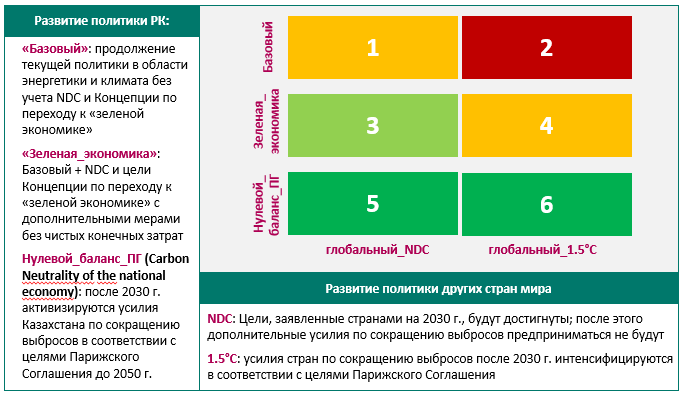 Развитие политики РК:
«Базовый»: продолжение
текущей политики в области
энергетики и климата без
учета NDC и Концепции по
переходу к «зеленой
экономике»
«Зеленая_экономика»:
Базовый + NDC и цели
Концепции по переходу к
«зеленой экономике» с
дополнительными мерами
без чистых конечных затрат
Нулевой_баланс_ПГ (Carbon
Neutrality of the national
economy): после 2030 г.
активизируются усилия
Казахстана по сокращению
выбросов в соответствии с
целями Парижского
Соглашения до 2050 г.
Базовый
1
2
Зеленая_
экономика
3
4
Нулевой_
баланс_ПГ
5
6
глобальный_NDC
глобальный_1.5°C
Развитие политики других стран мира
NDC: Цели, заявленные странами на 2030 г., будут достигнуты; после этого
дополнительные усилия по сокращению выбросов предприниматься не будут
1.5°C: усилия стран по сокращению выбросов после 2030 г. интенсифицируются
в соответствии с целями Парижского Соглашения